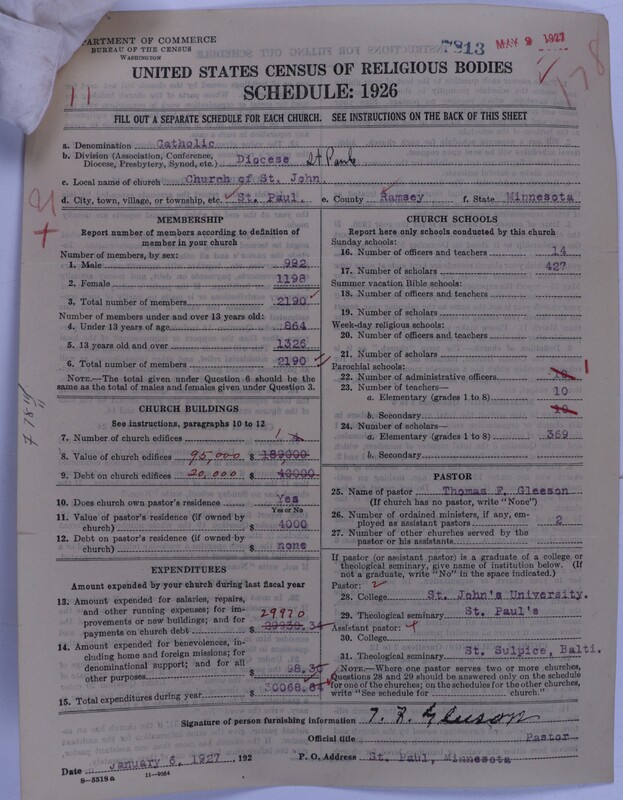 DEPARTMENT OF COMMERCE
BUREAU OF THE CENSUS
WASHINGTON
7813 MAY 9 1927
178
11
UNITED STATES CENSUS OF RELIGIOUS BODIES
SCHEDULE: 1926
FILL OUT A SEPARATE SCHEDULE FOR EACH CHURCH. SEE INSTRUCTIONS ON THE BACK OF THIS SHEET
a. Denomination Catholic
b. Division (Association, Conference,
Diocese, Presbytery, Synod, etc.) Diocese St Paul
c. Local name of church Church of St. John
d. City, town, village, or township, etc. St. Paul. e. County Ramsey f. State Minnesota
MEMBERSHIP
Report number of members according to definition of
member in your church
Number of members, by sex:
1. Male 992
2. Female 1198
3. Total number of members 2190
Number of members under and over 13 years old:
4. Under 13 years of age 864
5. 13 years old and over 1326
6. Total number of members 2190
NOTE.—The total given under Question 6 should be
same as the total of males and females given under Question 3.
CHURCH BUILDINGS
See instructions, paragraphs 10 to 12
7. Number of church edifices 1
8. Value of church edifices 95,000 $ 180000
9. Debt on church edifices 20,000 $ 40000
10. Does church own pastor's residence Yes
Yes or No
11. Value of pastor's residence (if owned by
church) $ 4000
12. Debt on pastor's residence (if owned by
church) $ none
EXPENDITURES
Amount expended by your church during last fiscal year
13. Amount expended for salaries, repairs,
and other running expenses; for im-
provements or new buildings; and for
payments on church debt 29970 $ 29930.34
14. Amount expended for benevolences, in-
cluding home and foreign missions; for
denominational support; and for all
other purposes $ 98.30
15. Total expenditures during year $ 30068.64
CHURCH SCHOOLS
Report here only schools conducted by this church
Sunday schools:
16. Number of officers and teachers 14
17. Number of scholars 427
Summer vacation Bible schools:
18. Number of officers and teachers
19. Number of scholars
Week-day religious schools:
20. Number of officers and teachers
21. Number of scholars
Parochial schools:
22. Number of administrative officers 10
23. Number of teachers—
a. Elementary (grades 1 to 8) 10
b. Secondary 10
24. Number of scholars—
a. Elementary (grades 1 to 8) 369
b. Secondary
PASTOR
25. Name of pastor Thomas F. Gleeson
(If church has no pastor, write "None")
26. Number of ordained ministers, if any, em-
ployed as assistant pastors 2
27. Number of other churches served by the
pastor or his assistants
If pastor (or assistant pastor) is a graduate of a college or
theological seminary, give name of institution below. (If
not a graduate, write "No" in the space indicated.)
Pastor:
28. College St. John's University.
29. Theological seminary St. Paul's
Assistant pastor:
30. College
31. Theological seminary St. Sulpice, Balti.
NOTE.—Where one pastor serves two or more churches,
Questions 28 and 29 should be answered only on the schedule
for one of the churches; on the schedules for the other churches,
write "See schedule for church."
Signature of person furnishing information T. F. Gleeson
Official title Pastor
Date January 6, 1927 , 192 P. O. Address St. Paul, Minnesota
8—5518a 11—9064